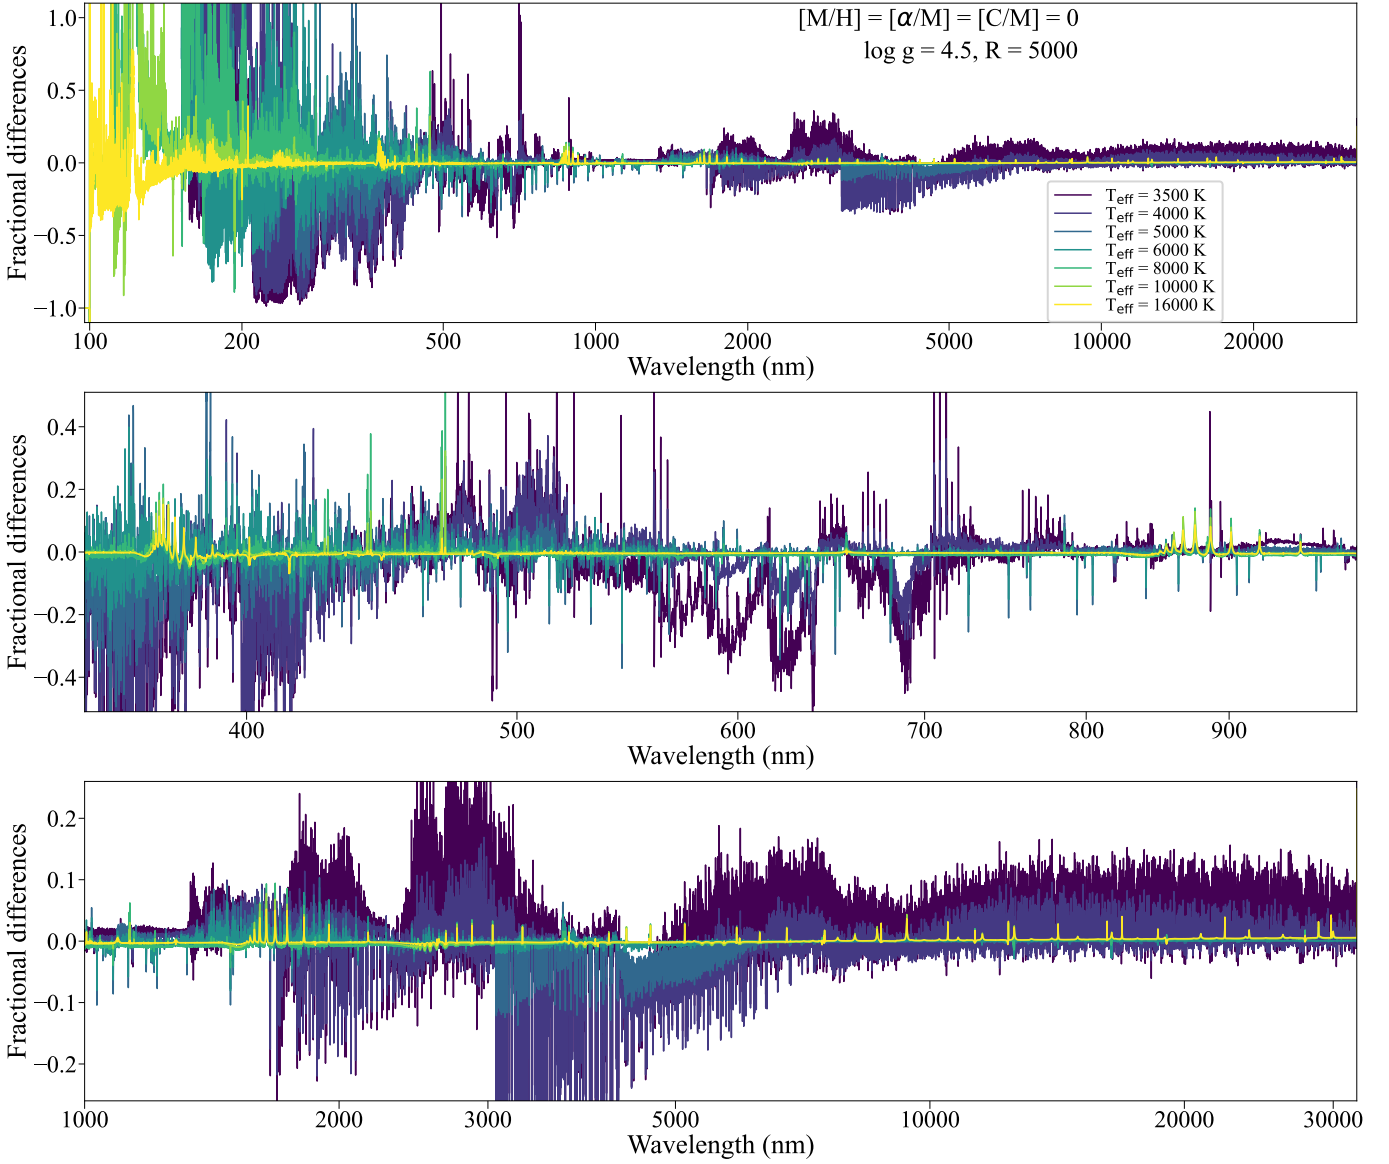 [M/H] = [α/M] = [C/M] = 0
log g = 4.5, R = 5000
Fractional differences
1.0
0.5
0.0
−0.5
−1.0
T_eff = 3500 K
T_eff = 4000 K
T_eff = 5000 K
T_eff = 6000 K
T_eff = 8000 K
T_eff = 10000 K
T_eff = 16000 K
100 200 500 1000 2000 5000 10000 20000
Wavelength (nm)
Fractional differences
0.4
0.2
0.0
−0.2
−0.4
400 500 600 700 800 900
Wavelength (nm)
Fractional differences
0.2
0.1
0.0
−0.1
−0.2
1000 2000 3000 5000 10000 20000 30000
Wavelength (nm)